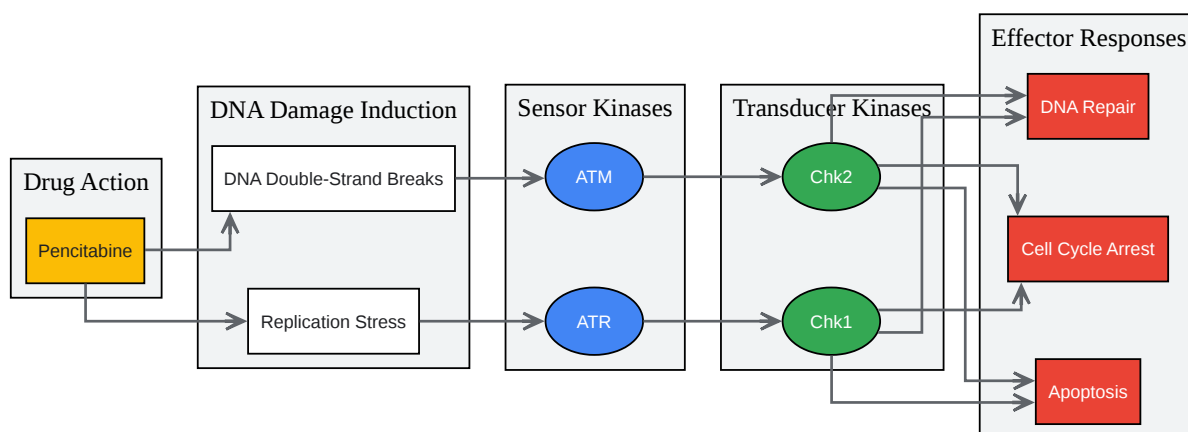 Drug Action
Pencitabine
DNA Damage Induction
DNA Double-Strand Breaks
Replication Stress
Sensor Kinases
ATM
ATR
Transducer Kinases
Chk2
Chk1
Effector Responses
DNA Repair
Cell Cycle Arrest
Apoptosis